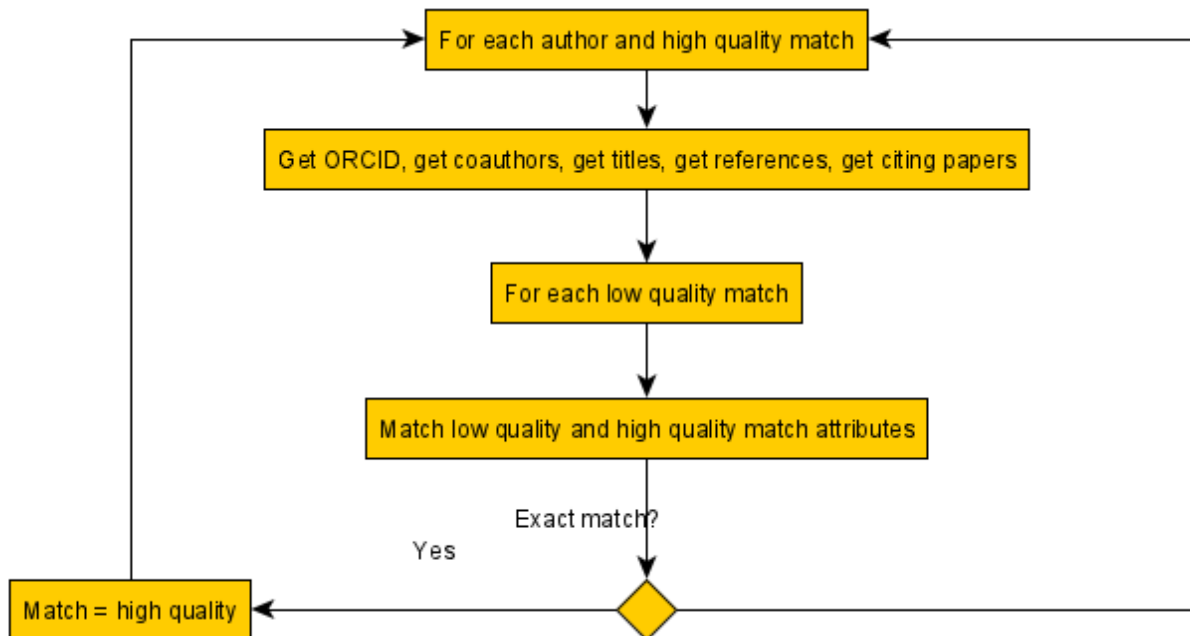 For each author and high quality match
Get ORCID, get coauthors, get titles, get references, get citing papers
For each low quality match
Match low quality and high quality match attributes
Exact match?
Yes
Match = high quality